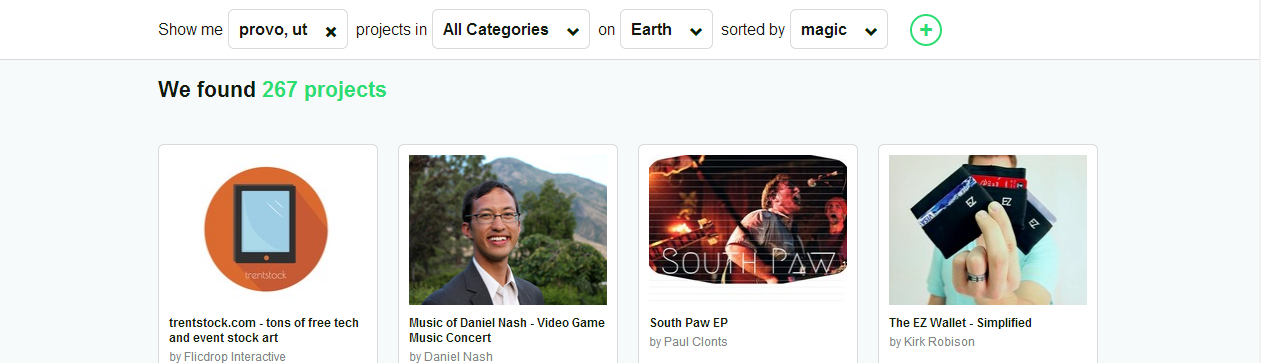 Show me provo, ut projects in All Categories on Earth sorted by magic
We found 267 projects
trentstock
SOUTH PAW
EZ
EZ
trentstock.com - tons of free tech
and event stock art
by Flicdrop Interactive
Music of Daniel Nash - Video Game
Music Concert
by Daniel Nash
South Paw EP
by Paul Clonts
The EZ Wallet - Simplified
by Kirk Robison